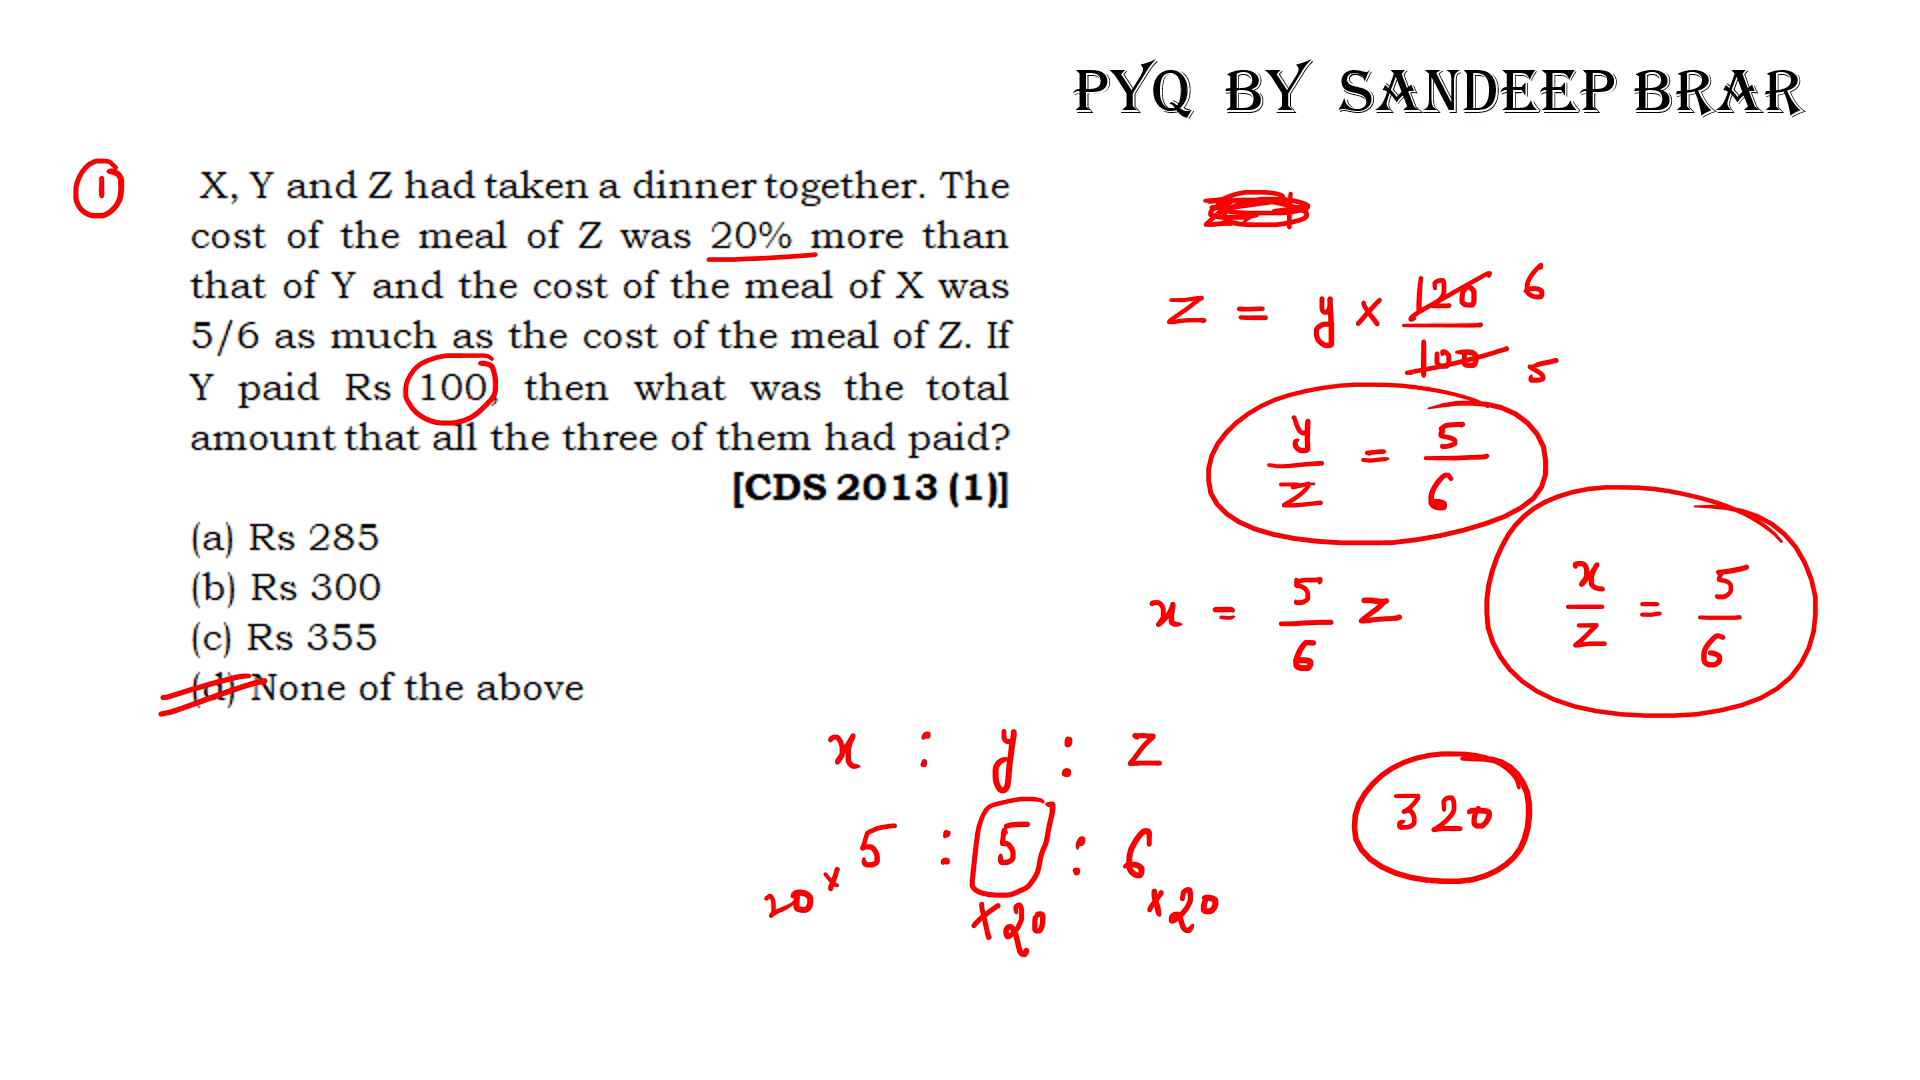 PYQ BY SANDEEP BRAR
1
X, Y and Z had taken a dinner together. The
cost of the meal of Z was 20% more than
that of Y and the cost of the meal of X was
5/6 as much as the cost of the meal of Z. If
Y paid Rs 100, then what was the total
amount that all the three of them had paid?
[CDS 2013 (1)]
(a) Rs 285
(b) Rs 300
(c) Rs 355
(d) None of the above
z = y × 120/100 6/5
y/z = 5/6
x = 5/6 z
x/z = 5/6
x : y : z
5 : 5 : 6
20 × ×20 ×20
320